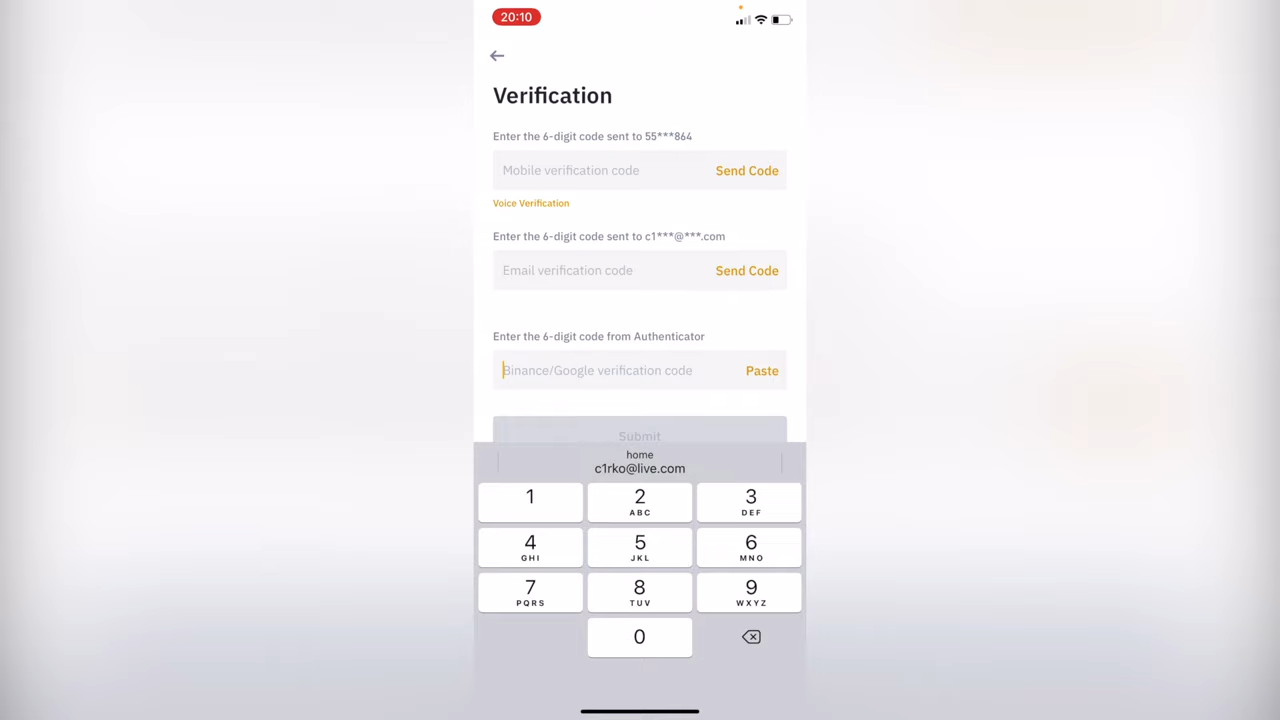 20:10
Verification
Enter the 6-digit code sent to 55***864
Mobile verification code Send Code
Voice Verification
Enter the 6-digit code sent to c1***@***.com
Email verification code Send Code
Enter the 6-digit code from Authenticator
Binance/Google verification code Paste
Submit
home
c1rko@live.com
1 2 3
ABC DEF
4 5 6
GHI JKL MNO
7 8 9
PQRS TUV WXYZ
0